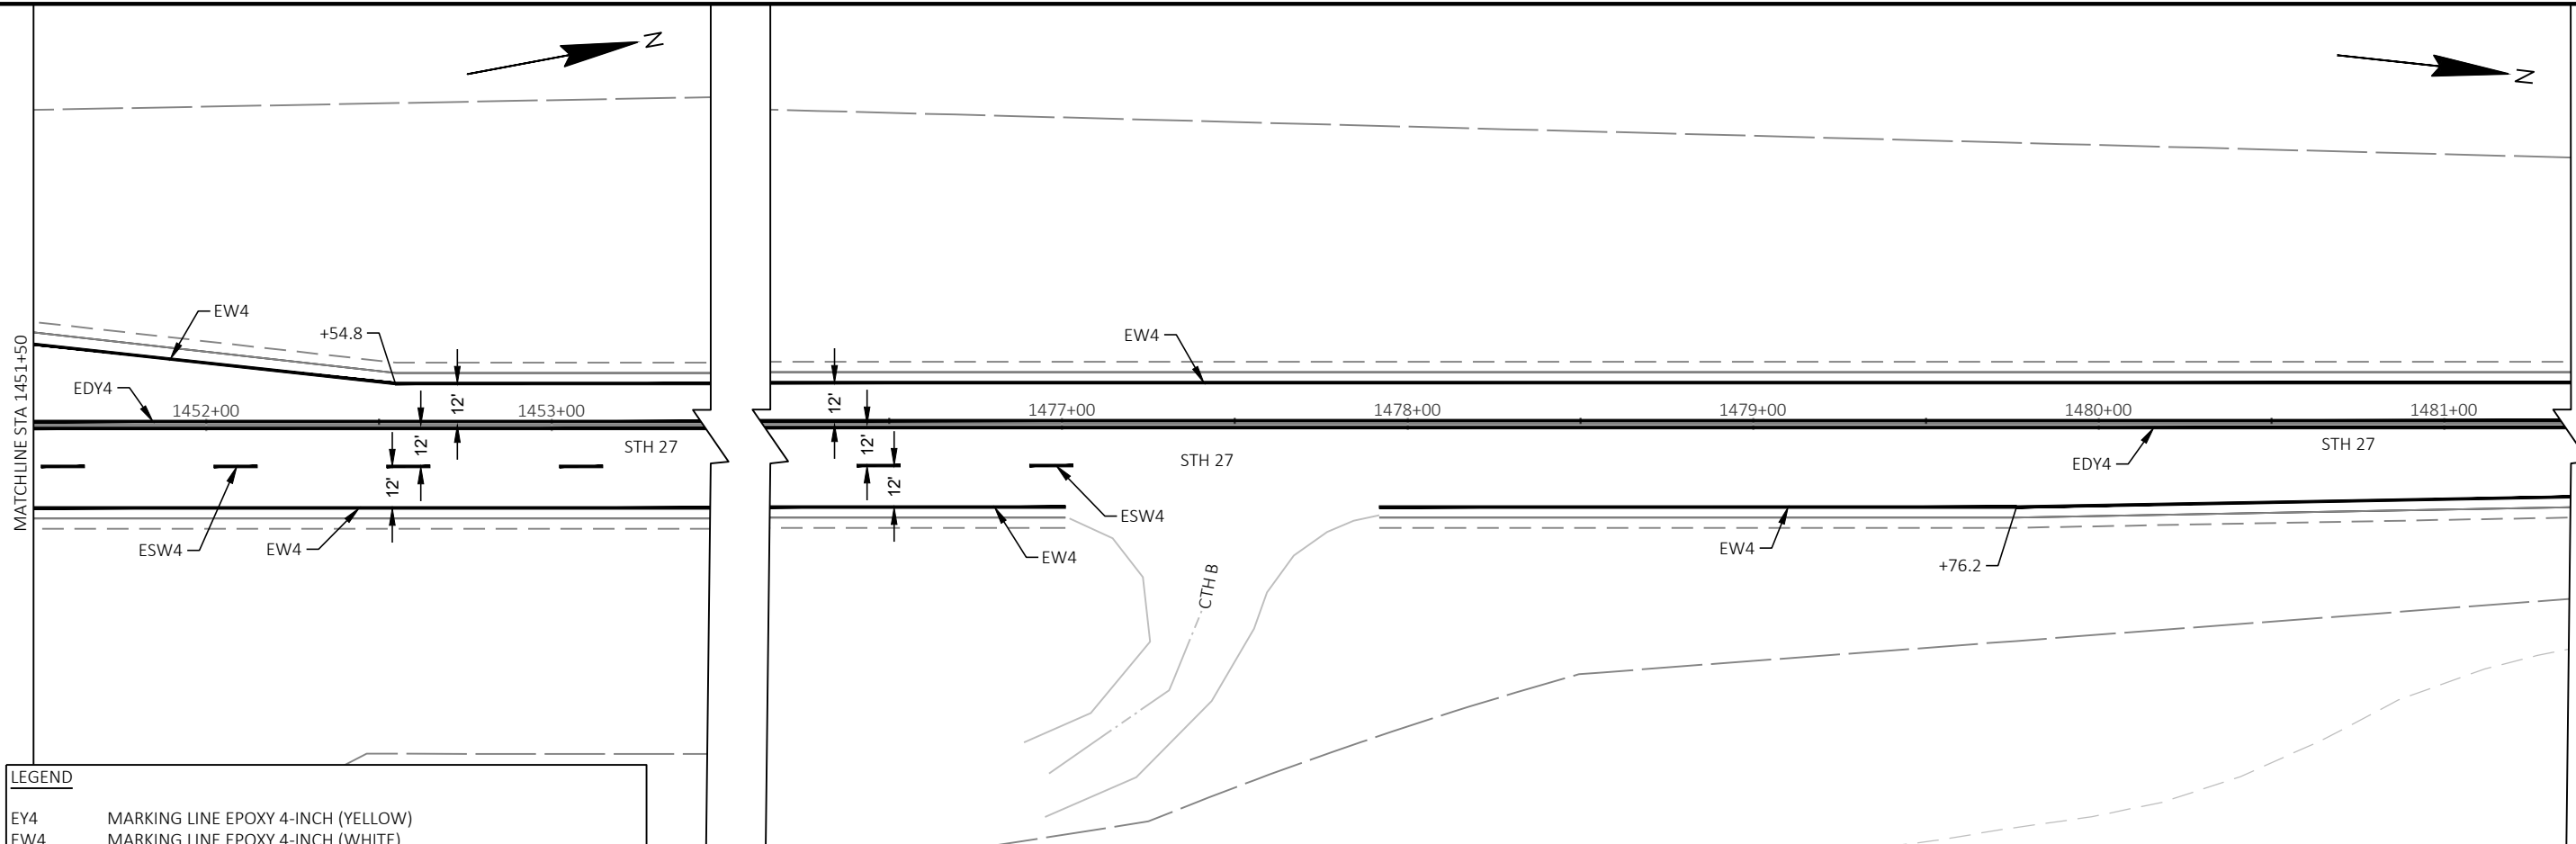 N
N
MATCHLINE STA 1451+50
EW4
+54.8
EW4
EDY4
12'
12'
1452+00
1453+00
1477+00
1478+00
1479+00
1480+00
1481+00
12'
12'
STH 27
STH 27
STH 27
EDY4
12'
12'
ESW4
ESW4
EW4
EW4
EW4
+76.2
CTH B
LEGEND
EY4 MARKING LINE EPOXY 4-INCH (YELLOW)
EW4 MARKING LINE EPOXY 4-INCH (WHITE)